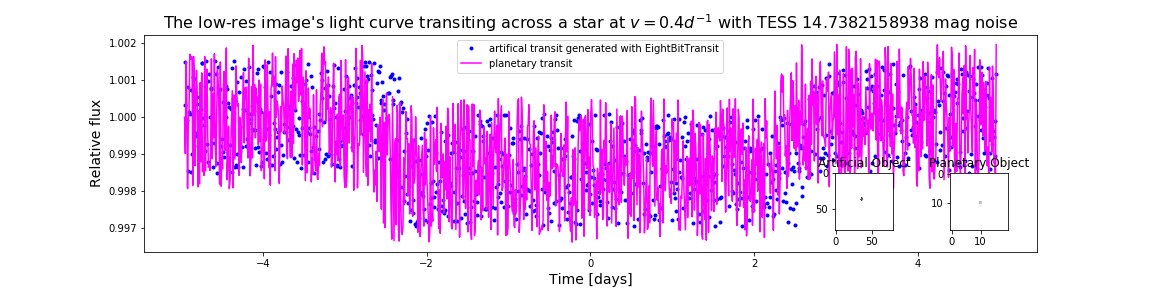 The low-res image's light curve transiting across a star at v = 0.4d⁻¹ with TESS 14.7382158938 mag noise
artifical transit generated with EightBitTransit
planetary transit
Relative flux
1.002
1.001
1.000
0.999
0.998
0.997
Artificial Object
0
50
0 50
Planetary Object
0
10
0 10
−4 −2 0 2 4
Time [days]